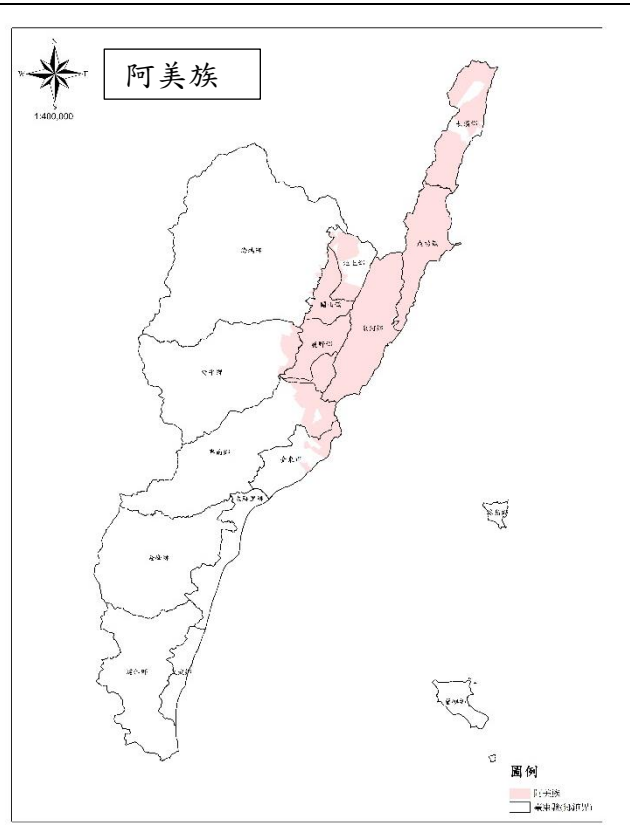 N
W
E
S
1:400,000
阿美族
長濱鄉
成功鎮
海端鄉
池上鄉
關山鎮
東河鄉
鹿野鄉
延平鄉
卑南鄉
臺東市
太麻里鄉
綠島鄉
金峰鄉
達仁鄉
大武鄉
蘭嶼鄉
圖例
阿美族